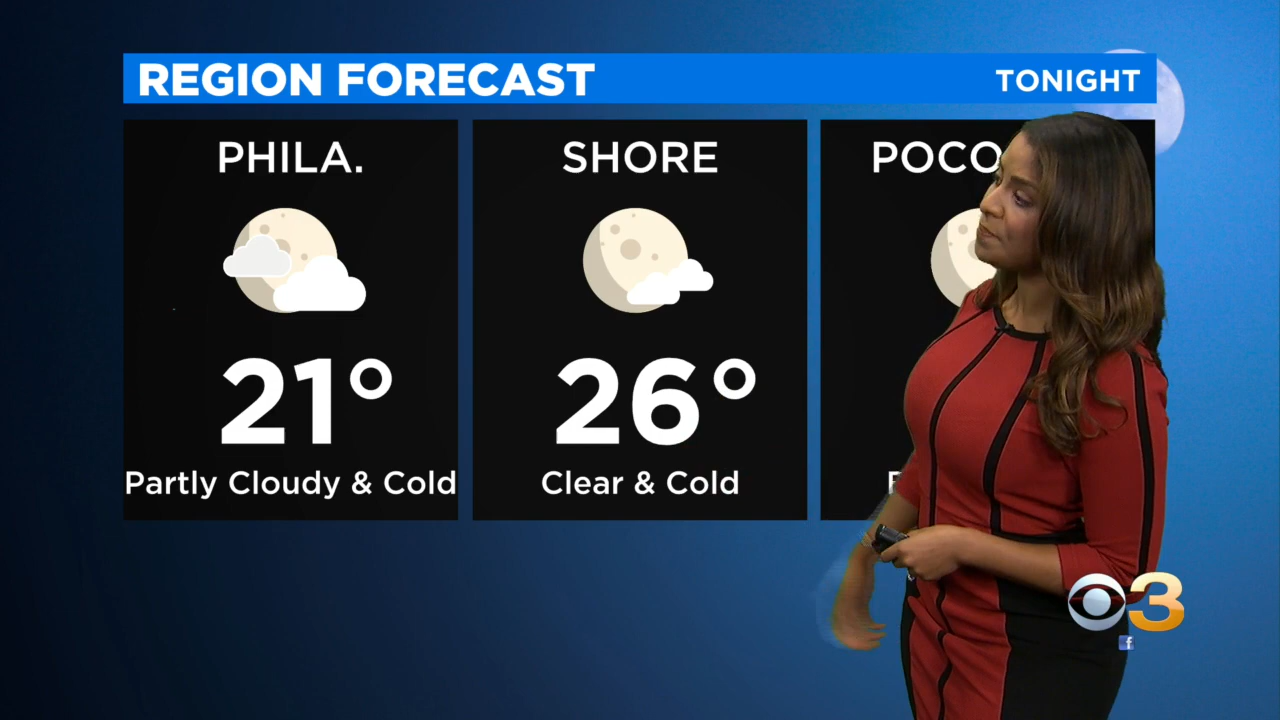 REGION FORECAST
TONIGHT
PHILA.
SHORE
21°
26°
Partly Cloudy & Cold
Clear & Cold
3
f